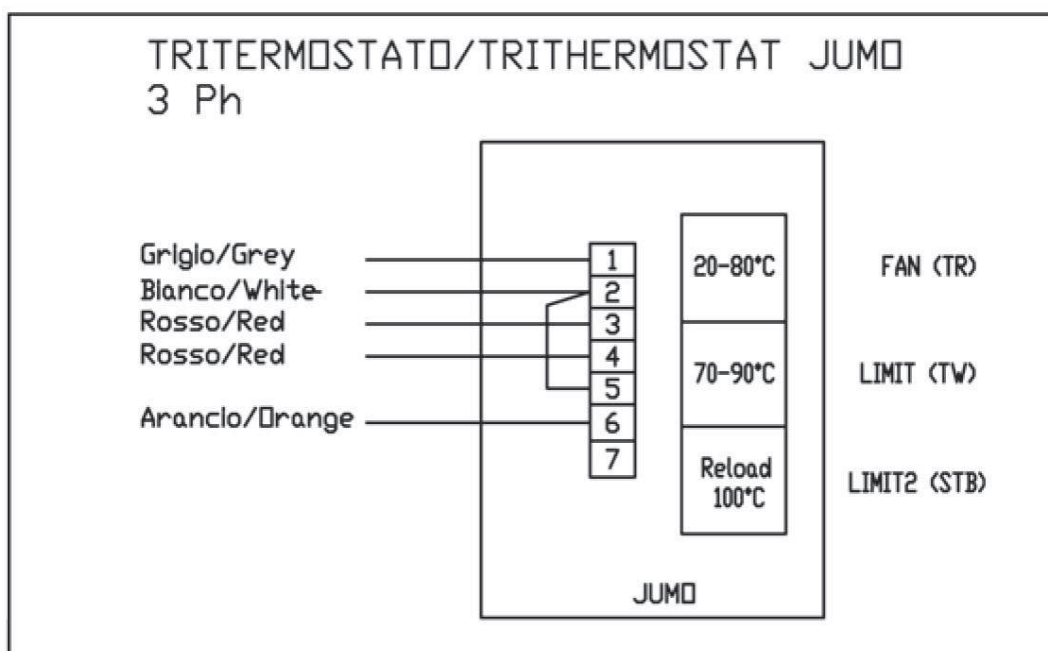 TRITERMOSTATO/TRITHERMOSTAT JUMO
3 Ph
Grigio/Grey
Bianco/White
Rosso/Red
Rosso/Red
Arancio/Orange
1
2
3
4
5
6
7
20-80°C
FAN (TR)
70-90°C
LIMIT (TW)
Reload
100°C
LIMIT2 (STB)
JUMO